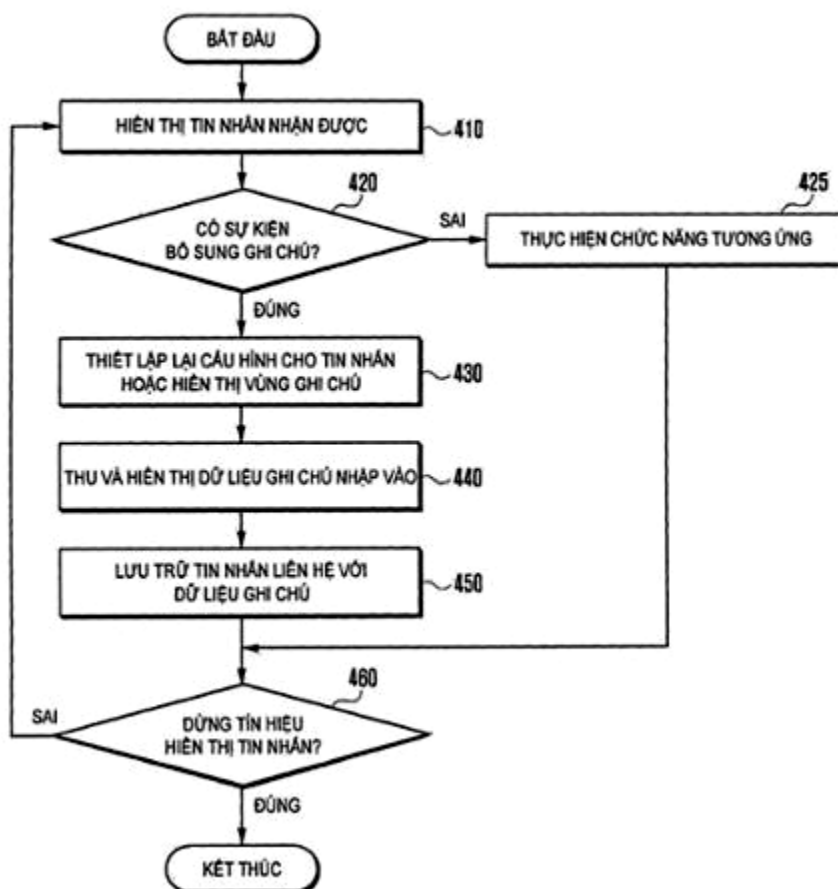 BẮT ĐẦU
HIỂN THỊ TIN NHẮN NHẬN ĐƯỢC
410
420
425
CÓ SỰ KIỆN
BỔ SUNG GHI CHÚ?
SAI
THỰC HIỆN CHỨC NĂNG TƯƠNG ỨNG
ĐÚNG
THIẾT LẬP LẠI CẤU HÌNH CHO TIN NHẮN
HOẶC HIỂN THỊ VÙNG GHI CHÚ
430
THU VÀ HIỂN THỊ DỮ LIỆU GHI CHÚ NHẬP VÀO
440
LƯU TRỮ TIN NHẮN LIÊN HỆ VỚI
DỮ LIỆU GHI CHÚ
450
460
SAI
DỪNG TÍN HIỆU
HIỂN THỊ TIN NHẮN?
ĐÚNG
KẾT THÚC